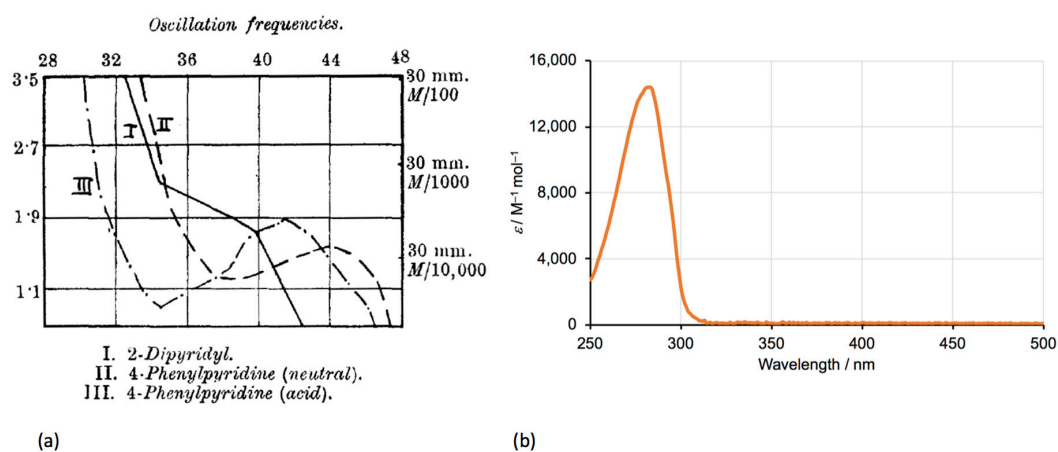 Oscillation frequencies.
28 32 36 40 44 48
3·5
2·7
1·9
1·1
30 mm.
M/100
30 mm.
M/1000
30 mm.
M/10,000
I
II
III
I. 2-Dipyridyl.
II. 4-Phenylpyridine (neutral).
III. 4-Phenylpyridine (acid).
(a)
16,000
12,000
8,000
4,000
0
ε / M⁻¹ mol⁻¹
250 300 350 400 450 500
Wavelength / nm
(b)